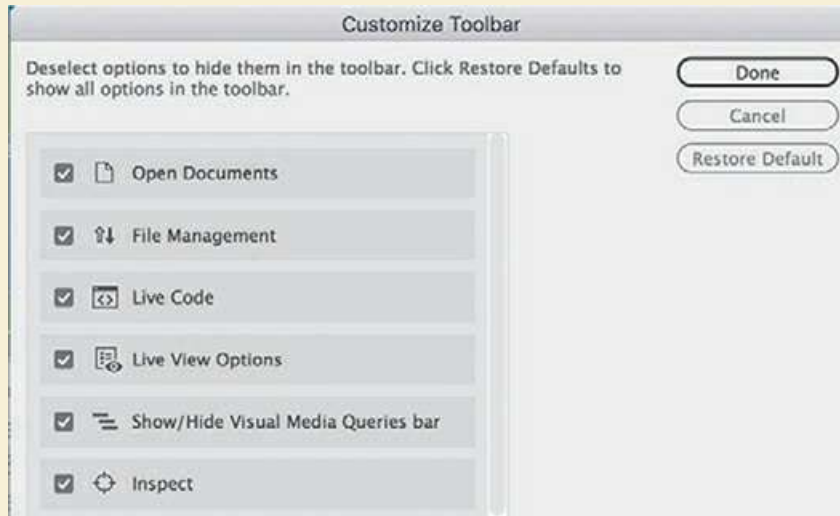 Customize Toolbar
Deselect options to hide them in the toolbar. Click Restore Defaults to
show all options in the toolbar.
Done
Cancel
Restore Default
Open Documents
File Management
Live Code
Live View Options
Show/Hide Visual Media Queries bar
Inspect